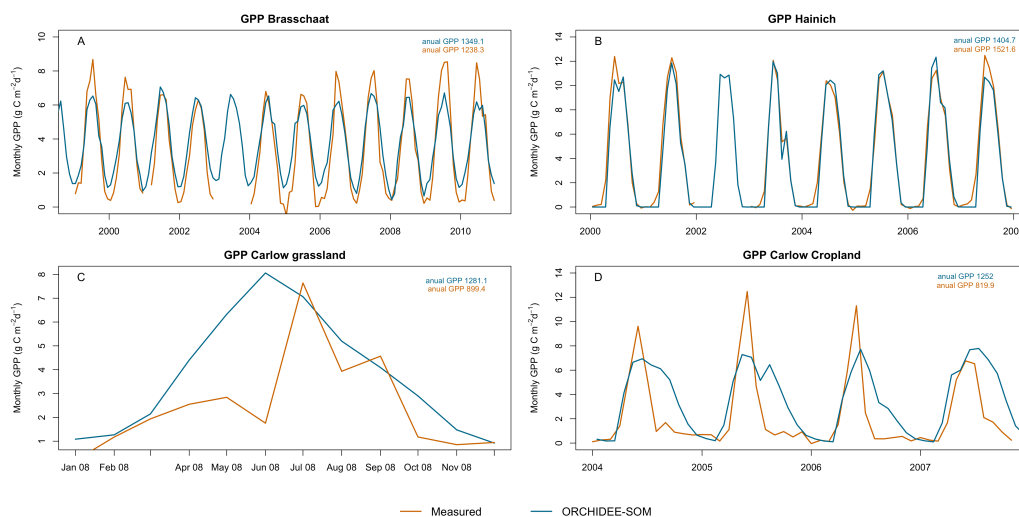 GPP Brasschaat
A
anual GPP 1349.1
anual GPP 1238.3
Monthly GPP (g C m⁻²d⁻¹)
10
8
6
4
2
0
2000 2002 2004 2006 2008 2010
GPP Hainich
B
anual GPP 1404.7
anual GPP 1521.6
Monthly GPP (g C m⁻²d⁻¹)
14
12
10
8
6
4
2
0
2000 2002 2004 2006 200
GPP Carlow grassland
C
anual GPP 1281.1
anual GPP 899.4
Monthly GPP (g C m⁻²d⁻¹)
8
7
6
5
4
3
2
1
Jan 08 Feb 08 Apr 08 May 08 Jun 08 Jul 08 Aug 08 Sep 08 Oct 08 Nov 08
GPP Carlow Cropland
D
anual GPP 1252
anual GPP 819.9
Monthly GPP (g C m⁻²d⁻¹)
14
12
10
8
6
4
2
0
2004 2005 2006 2007
Measured ORCHIDEE-SOM